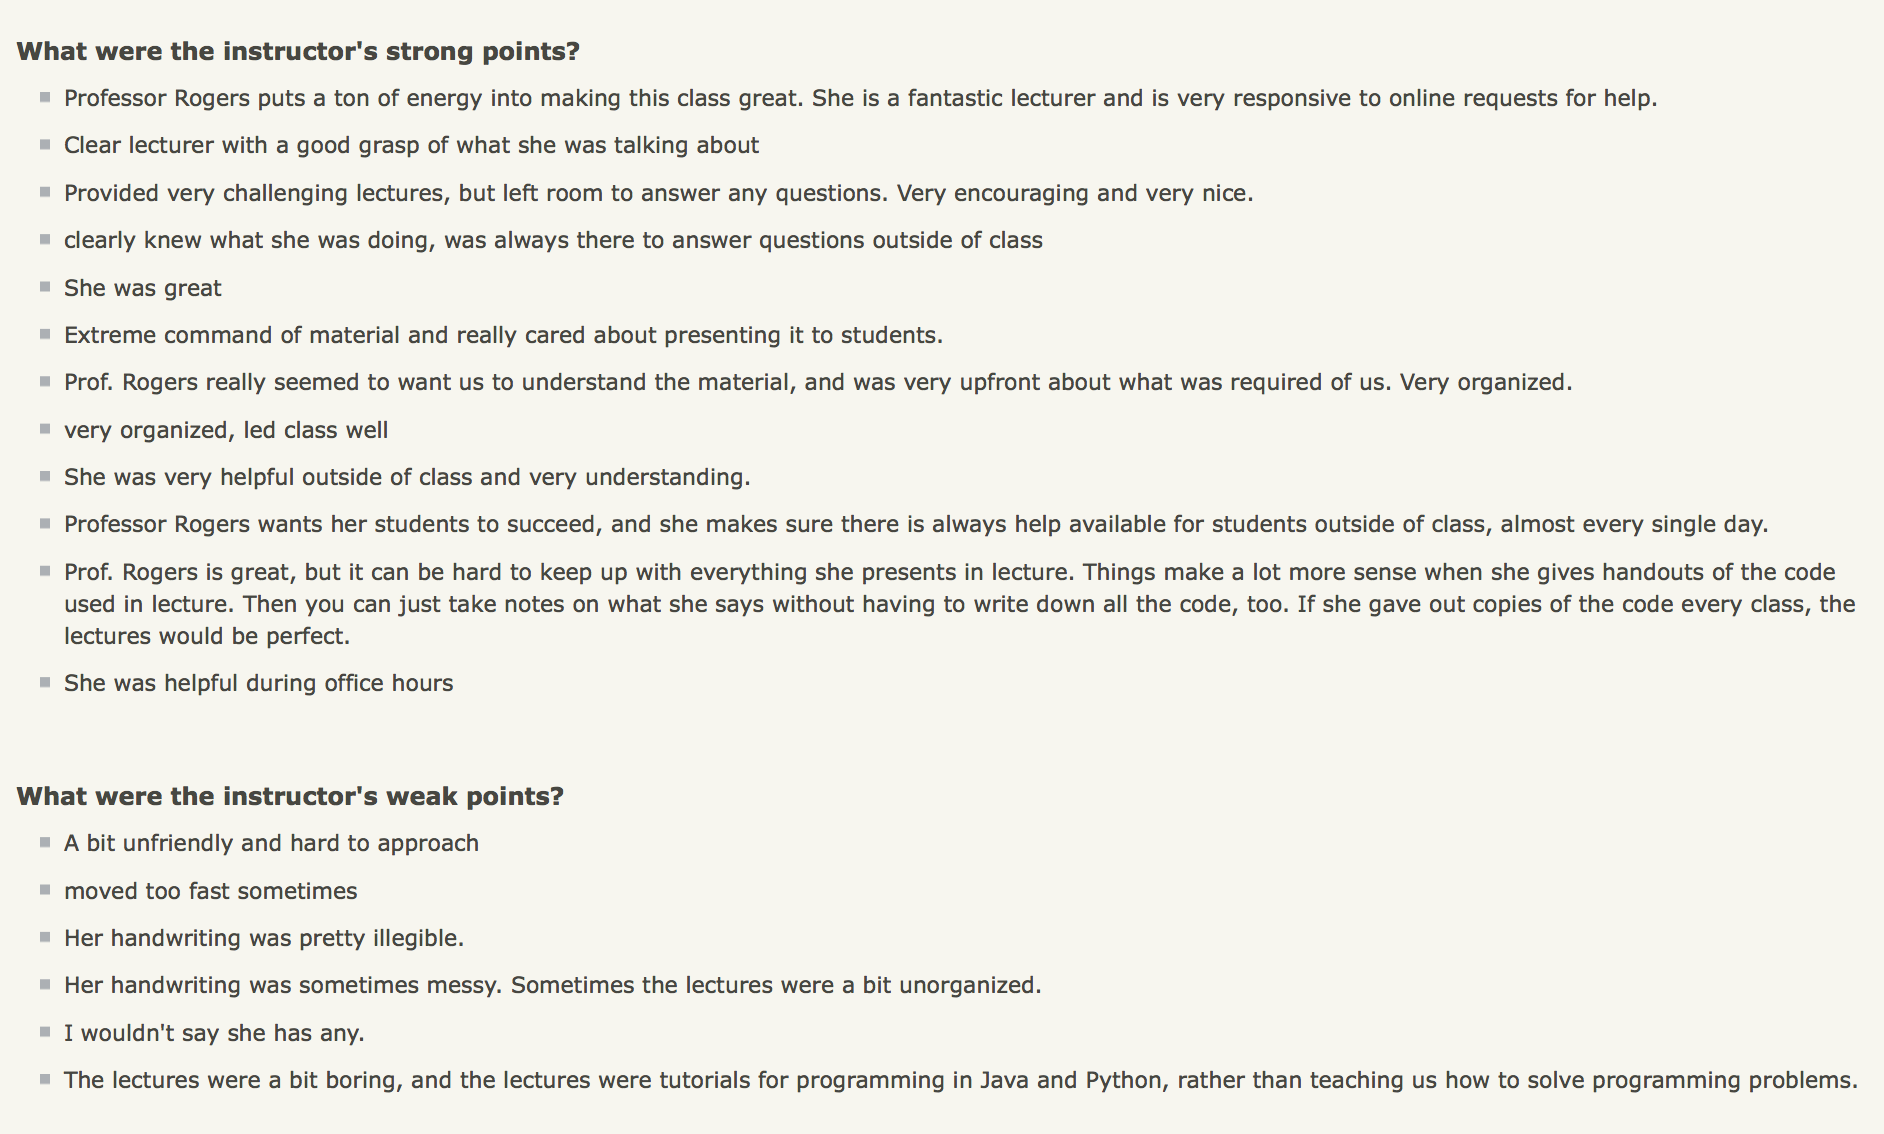 What were the instructor's strong points?
Professor Rogers puts a ton of energy into making this class great. She is a fantastic lecturer and is very responsive to online requests for help.
Clear lecturer with a good grasp of what she was talking about
Provided very challenging lectures, but left room to answer any questions. Very encouraging and very nice.
clearly knew what she was doing, was always there to answer questions outside of class
She was great
Extreme command of material and really cared about presenting it to students.
Prof. Rogers really seemed to want us to understand the material, and was very upfront about what was required of us. Very organized.
very organized, led class well
She was very helpful outside of class and very understanding.
Professor Rogers wants her students to succeed, and she makes sure there is always help available for students outside of class, almost every single day.
Prof. Rogers is great, but it can be hard to keep up with everything she presents in lecture. Things make a lot more sense when she gives handouts of the code
used in lecture. Then you can just take notes on what she says without having to write down all the code, too. If she gave out copies of the code every class, the
lectures would be perfect.
She was helpful during office hours
What were the instructor's weak points?
A bit unfriendly and hard to approach
moved too fast sometimes
Her handwriting was pretty illegible.
Her handwriting was sometimes messy. Sometimes the lectures were a bit unorganized.
I wouldn't say she has any.
The lectures were a bit boring, and the lectures were tutorials for programming in Java and Python, rather than teaching us how to solve programming problems.